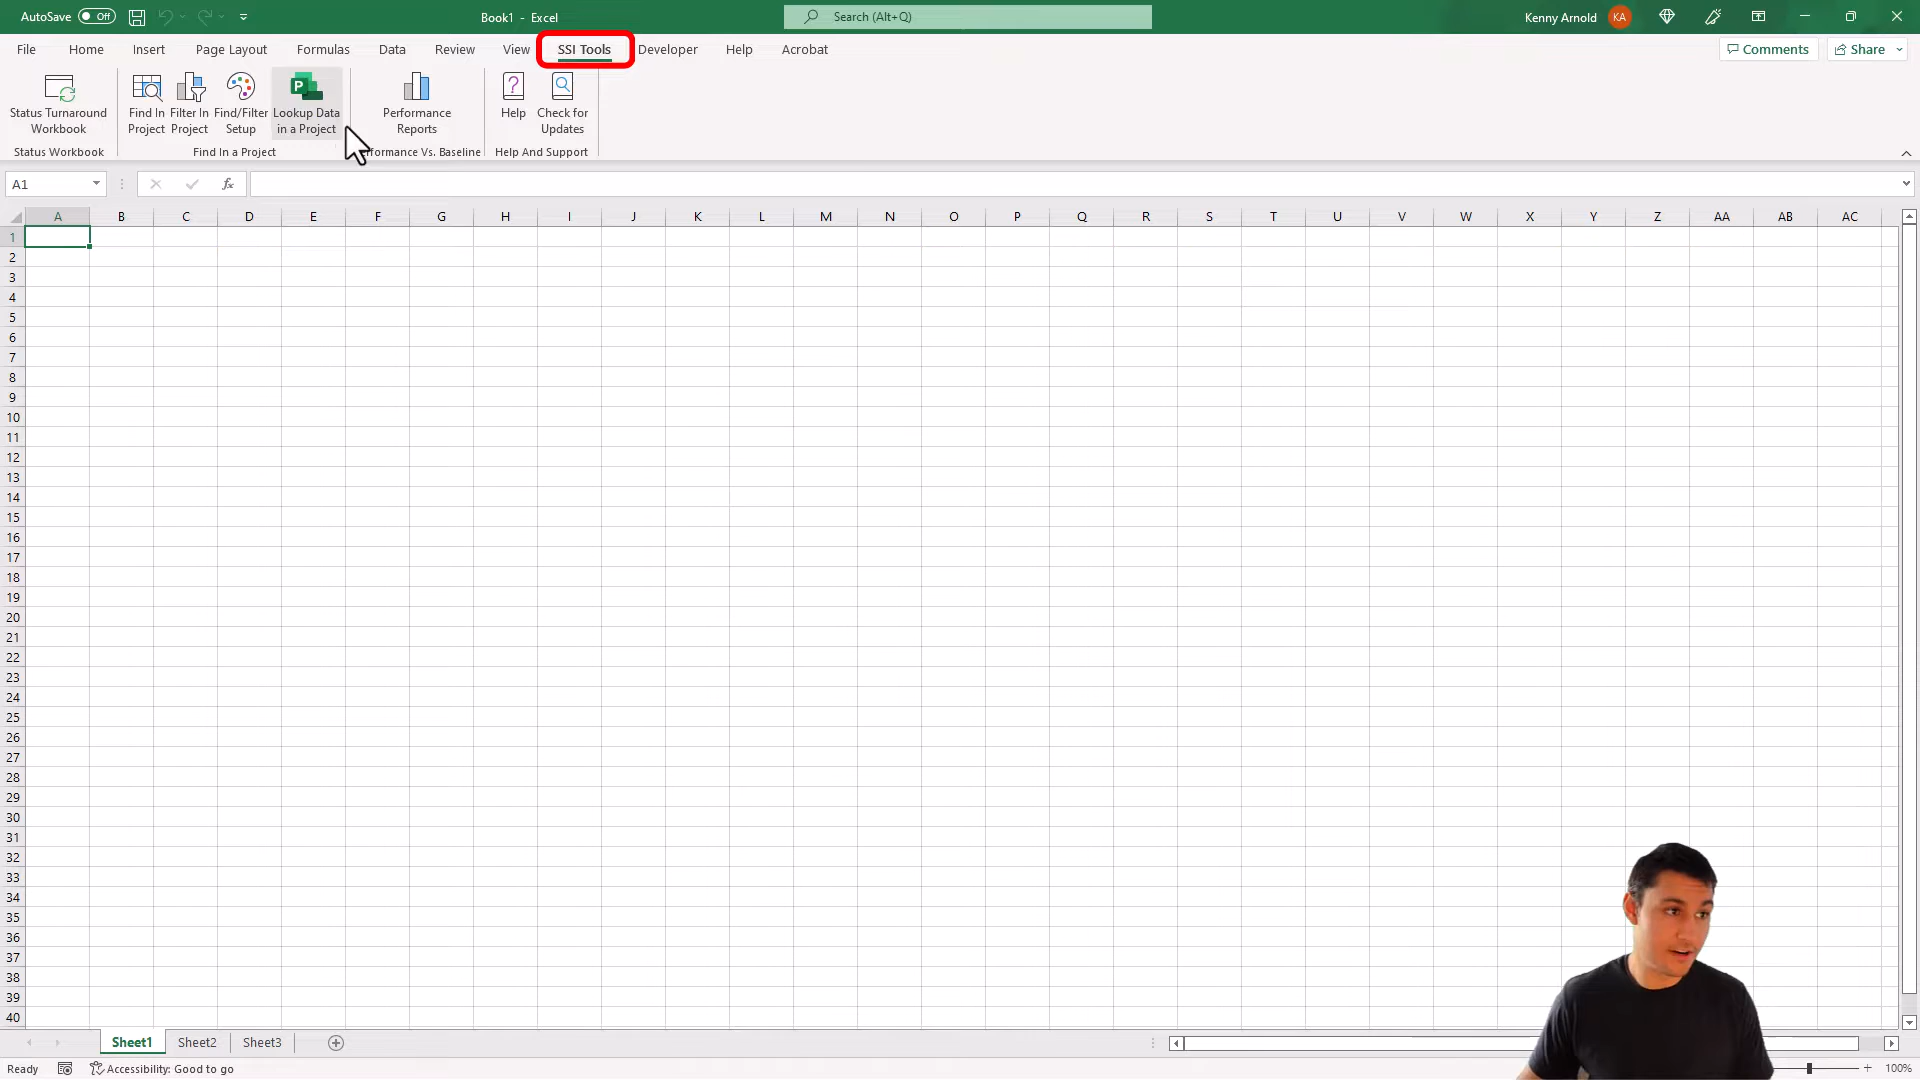 AutoSave Off Book1 - Excel Search (Alt+Q) Kenny Arnold KA
File Home Insert Page Layout Formulas Data Review View SSI Tools Developer Help Acrobat Comments Share
Status Turnaround Workbook
Find In Project
Filter In Project
Find/Filter Setup
Lookup Data in a Project
Performance Reports
Help
Check for Updates
Status Workbook Find In a Project Vs. Baseline Help And Support
A1 fx
A B C D E F G H I J K L M N O P Q R S T U V W X Y Z AA AB AC
1
2
3
4
5
6
7
8
9
10
11
12
13
14
15
16
17
18
19
20
21
22
23
24
25
26
27
28
29
30
31
32
33
34
35
36
37
38
39
40
Sheet1 Sheet2 Sheet3
Ready Accessibility: Good to go 100%